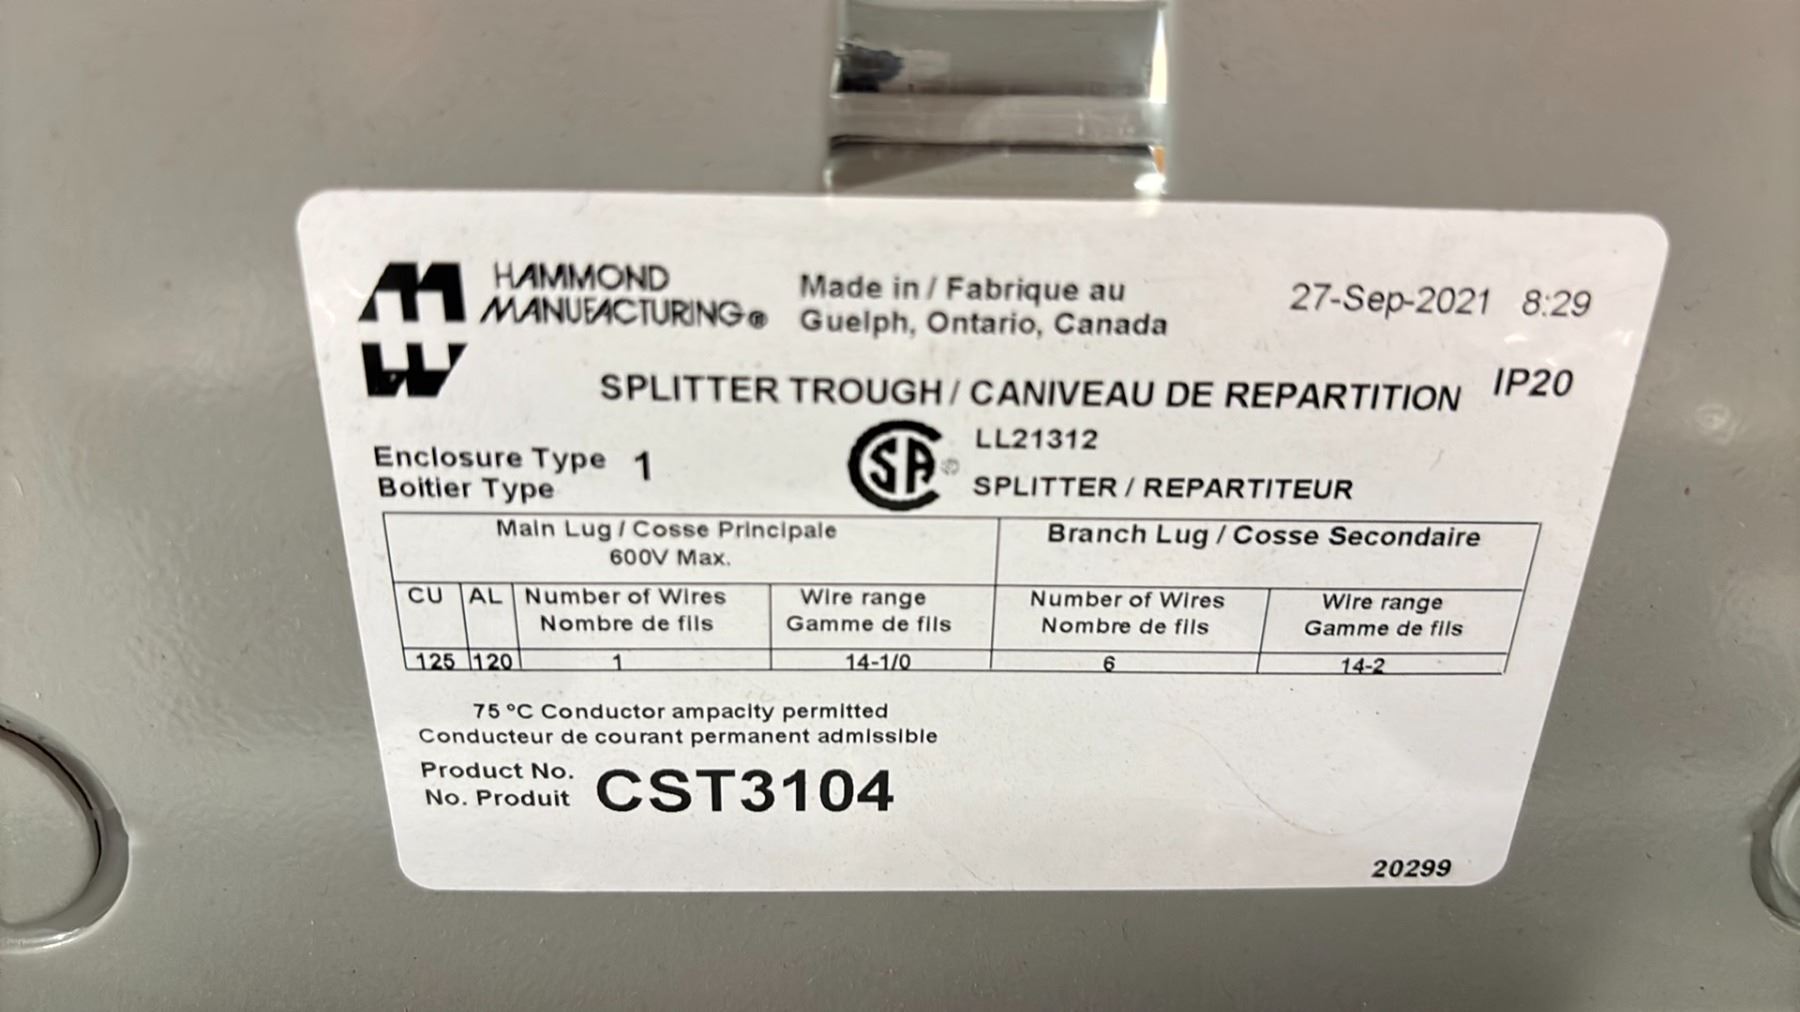 HAMMOND
MANUFACTURING®
Made in / Fabrique au
Guelph, Ontario, Canada
27-Sep-2021 8:29
SPLITTER TROUGH / CANIVEAU DE REPARTITION IP20
Enclosure Type 1
Boitier Type
SA ®
LL21312
SPLITTER / REPARTITEUR
Main Lug / Cosse Principale
600V Max.
Branch Lug / Cosse Secondaire
CU AL Number of Wires Wire range Number of Wires Wire range
Nombre de fils Gamme de fils Nombre de fils Gamme de fils
125 120 1 14-1/0 6 14-2
75 °C Conductor ampacity permitted
Conducteur de courant permanent admissible
Product No.
No. Produit CST3104
20299